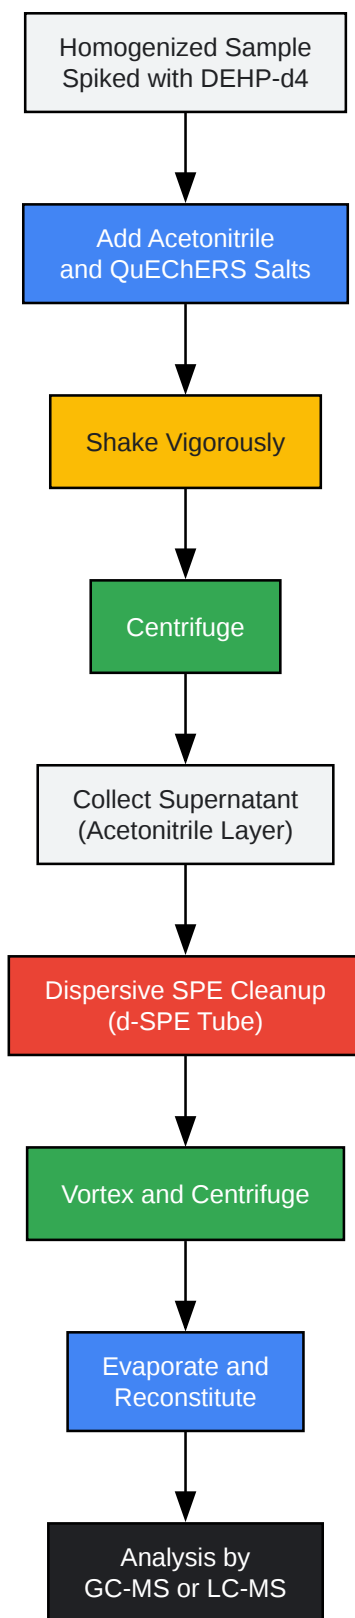 Homogenized Sample
Spiked with DEHP-d4
Add Acetonitrile
and QuEChERS Salts
Shake Vigorously
Centrifuge
Collect Supernatant
(Acetonitrile Layer)
Dispersive SPE Cleanup
(d-SPE Tube)
Vortex and Centrifuge
Evaporate and
Reconstitute
Analysis by
GC-MS or LC-MS